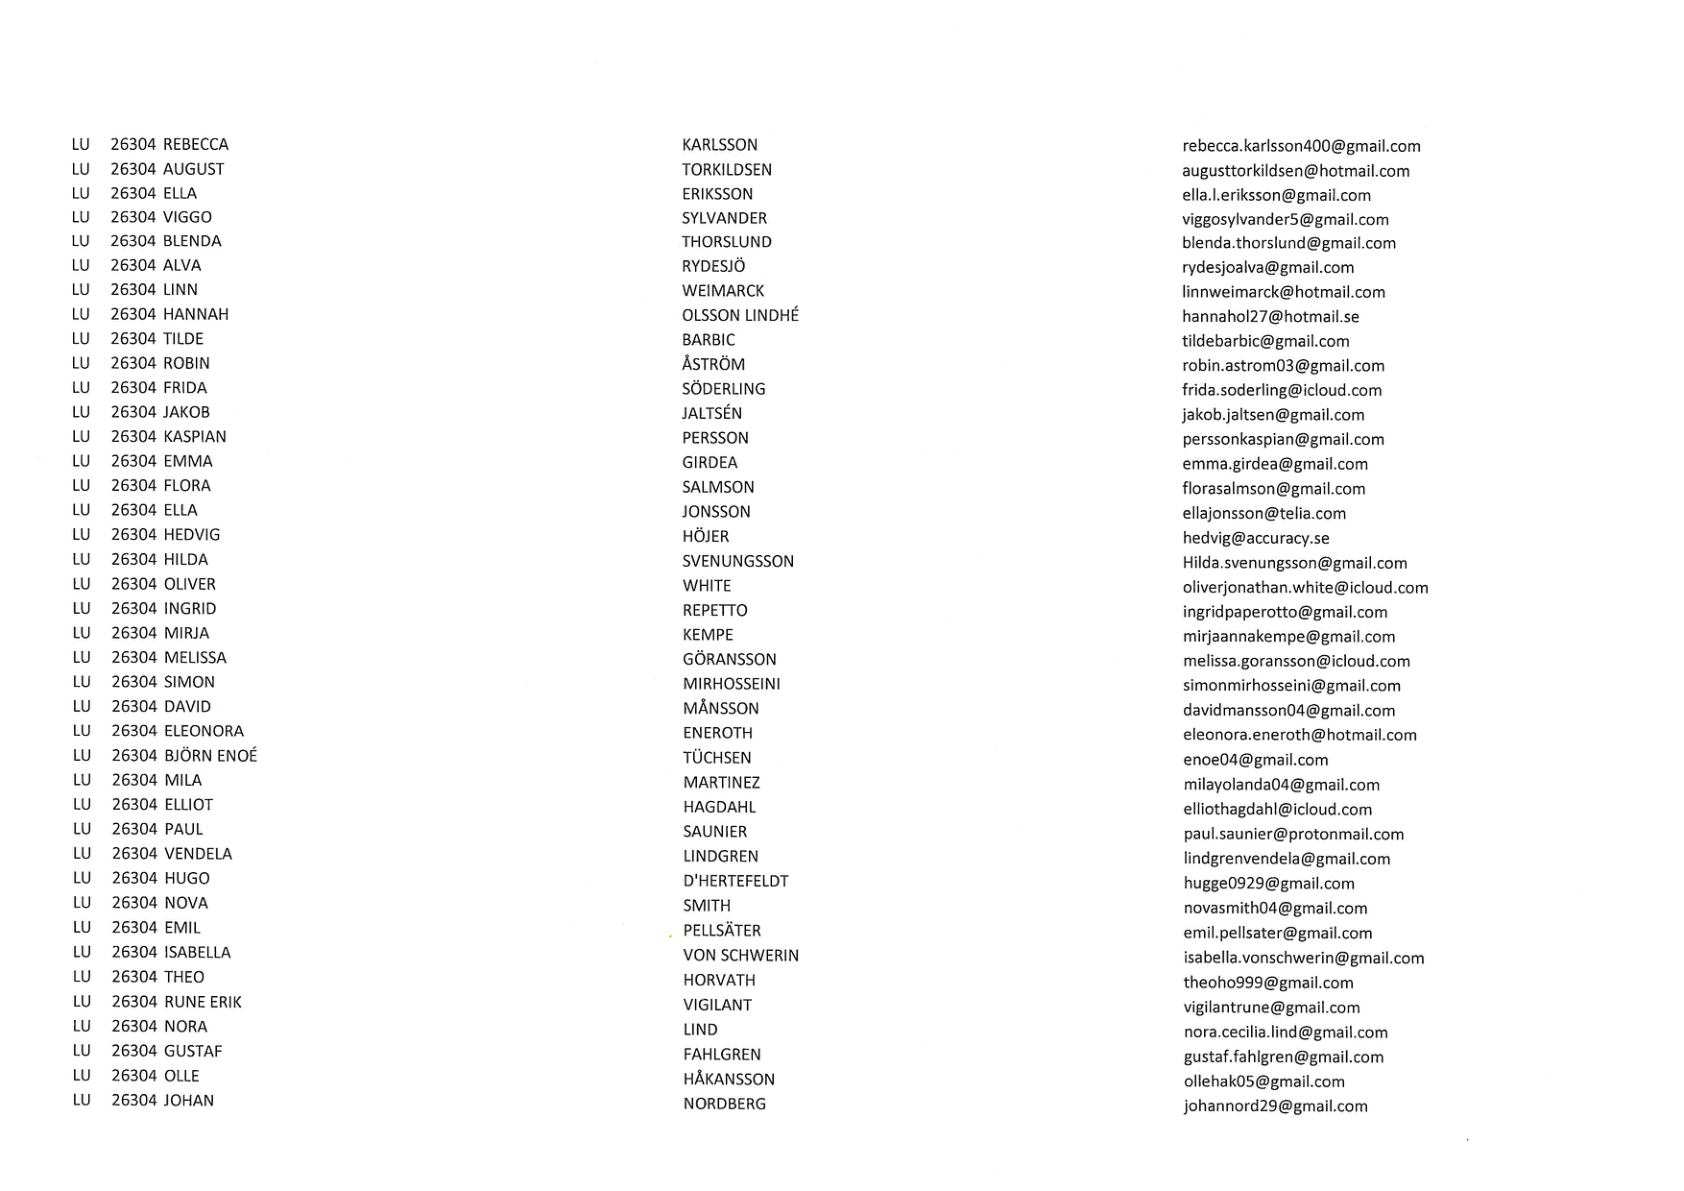 LU 26304 REBECCA KARLSSON rebecca.karlsson400@gmail.com
LU 26304 AUGUST TORKILDSEN augusttorkildsen@hotmail.com
LU 26304 ELLA ERIKSSON ella.l.eriksson@gmail.com
LU 26304 VIGGO SYLVANDER viggosylvander5@gmail.com
LU 26304 BLENDA THORSLUND blenda.thorslund@gmail.com
LU 26304 ALVA RYDESJÖ rydesjoalva@gmail.com
LU 26304 LINN WEIMARCK linnweimarck@hotmail.com
LU 26304 HANNAH OLSSON LINDHÉ hannahol27@hotmail.se
LU 26304 TILDE BARBIC tildebarbic@gmail.com
LU 26304 ROBIN ÅSTRÖM robin.astrom03@gmail.com
LU 26304 FRIDA SÖDERLING frida.soderling@icloud.com
LU 26304 JAKOB JALTSÉN jakob.jaltsen@gmail.com
LU 26304 KASPIAN PERSSON perssonkaspian@gmail.com
LU 26304 EMMA GIRDEA emma.girdea@gmail.com
LU 26304 FLORA SALMSON florasalmson@gmail.com
LU 26304 ELLA JONSSON ellajonsson@telia.com
LU 26304 HEDVIG HÖJER hedvig@accuracy.se
LU 26304 HILDA SVENUNGSSON Hilda.svenungsson@gmail.com
LU 26304 OLIVER WHITE oliverjonathan.white@icloud.com
LU 26304 INGRID REPETTO ingridpaperotto@gmail.com
LU 26304 MIRJA KEMPE mirjaannakempe@gmail.com
LU 26304 MELISSA GÖRANSSON melissa.goransson@icloud.com
LU 26304 SIMON MIRHOSSEINI simonmirhosseini@gmail.com
LU 26304 DAVID MÅNSSON davidmansson04@gmail.com
LU 26304 ELEONORA ENEROTH eleonora.eneroth@hotmail.com
LU 26304 BJÖRN ENOÉ TÜCHSEN enoe04@gmail.com
LU 26304 MILA MARTINEZ milayolanda04@gmail.com
LU 26304 ELLIOT HAGDAHL elliothagdahl@icloud.com
LU 26304 PAUL SAUNIER paul.saunier@protonmail.com
LU 26304 VENDELA LINDGREN lindgrenvendela@gmail.com
LU 26304 HUGO D'HERTEFELDT hugge0929@gmail.com
LU 26304 NOVA SMITH novasmith04@gmail.com
LU 26304 EMIL PELLSÄTER emil.pellsater@gmail.com
LU 26304 ISABELLA VON SCHWERIN isabella.vonschwerin@gmail.com
LU 26304 THEO HORVATH theoho999@gmail.com
LU 26304 RUNE ERIK VIGILANT vigilantrune@gmail.com
LU 26304 NORA LIND nora.cecilia.lind@gmail.com
LU 26304 GUSTAF FAHLGREN gustaf.fahlgren@gmail.com
LU 26304 OLLE HÅKANSSON ollehak05@gmail.com
LU 26304 JOHAN NORDBERG johannord29@gmail.com